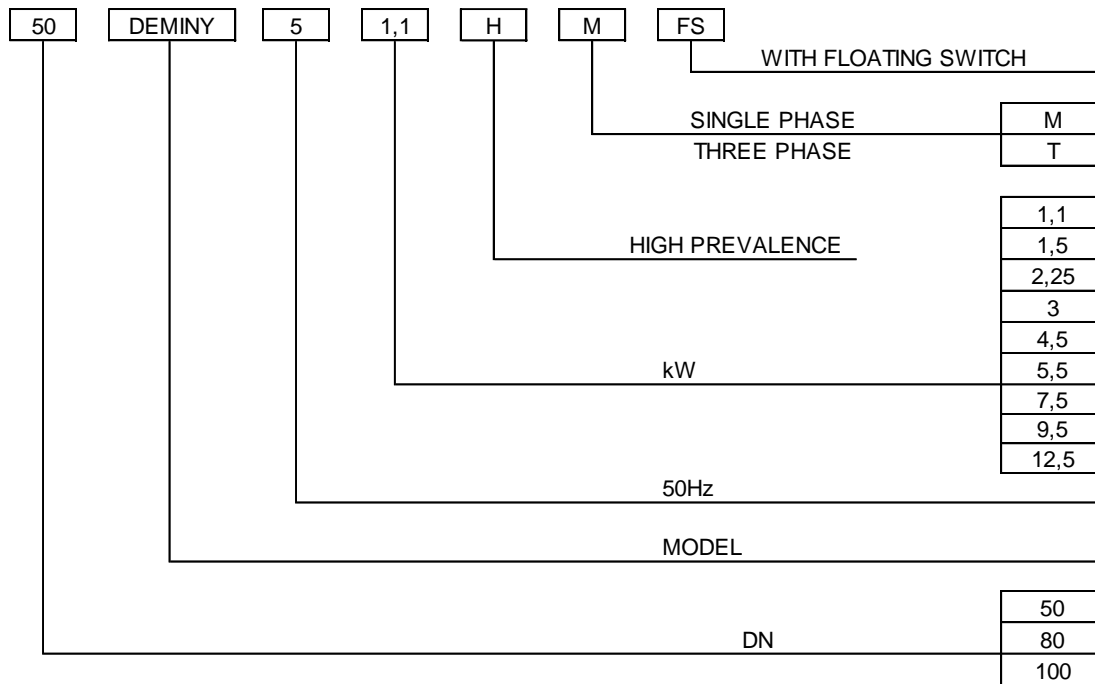 50 DEMINY 5 1,1 H M FS
WITH FLOATING SWITCH
SINGLE PHASE M
THREE PHASE T
1,1
HIGH PREVALENCE 1,5
2,25
3
4,5
kW 5,5
7,5
9,5
12,5
50Hz
MODEL
50
DN 80
100